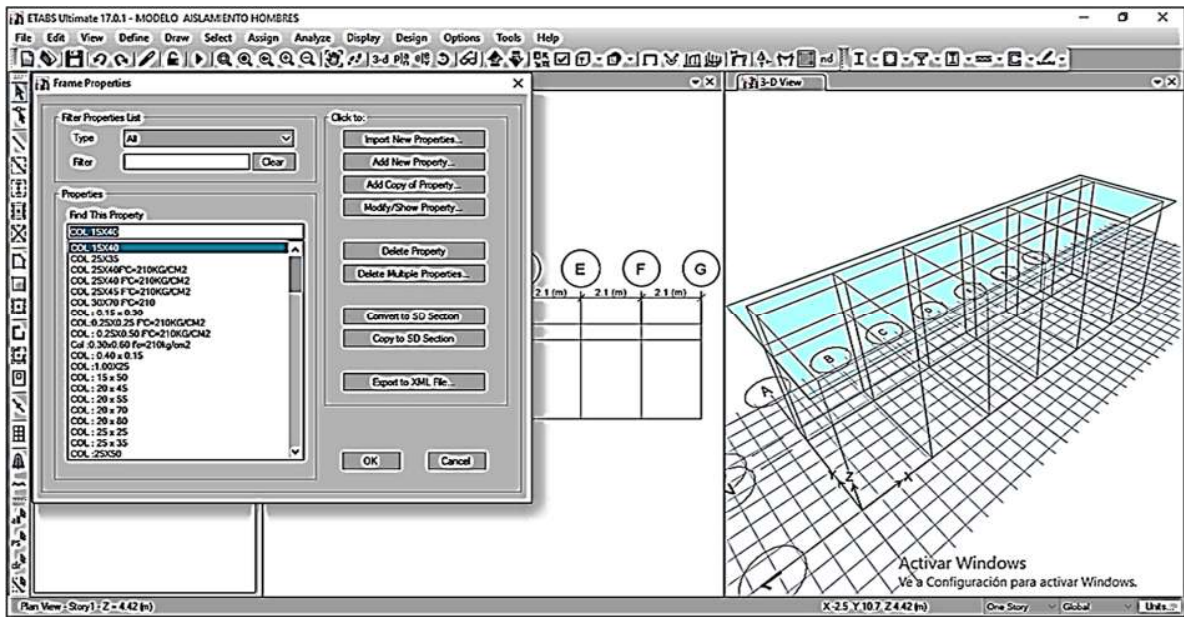 ETABS Ultimate 17.0.1 - MODELO AISLAMIENTO HOMBRES
File Edit View Define Draw Select Assign Analyze Display Design Options Tools Help
3-d
nd
Frame Properties
3-D View
Filter Properties List
Type
All
Filter
Clear
Properties
Find This Property
COL 15X40
COL 15X40
COL 25X35
COL 25X40F'C=210KG/CM2
COL 25X40 F'C=210KG/CM2
COL 25X45 F'C=210KG/CM2
COL 30X70 F'C=210
COL : 0.15 x 0.30
COL :0.25X0.25 F'C=210KG/CM2
COL : 0.25X0.50 F'C=210KG/CM2
Col :0.30x0.60 fc=210kg/cm2
COL : 0.40 x 0.15
COL :1.00X25
COL : 15 x 50
COL : 20 x 45
COL : 20 x 55
COL : 20 x 70
COL : 20 x 80
COL : 25 x 25
COL : 25 x 35
COL :25X50
Click to:
Import New Properties...
Add New Property...
Add Copy of Property...
Modify/Show Property...
Delete Property
Delete Multiple Properties...
Convert to SD Section
Copy to SD Section
Export to XML File...
OK
Cancel
E F G
2.1 (m) 2.1 (m) 2.1 (m)
A
B
C
X
Y
Z
1
Activar Windows
Ve a Configuración para activar Windows.
Plan View - Story1 - Z = 4.42 (m)
X -2.5 Y 10.7 Z 4.42 (m)
One Story
Global
Units...